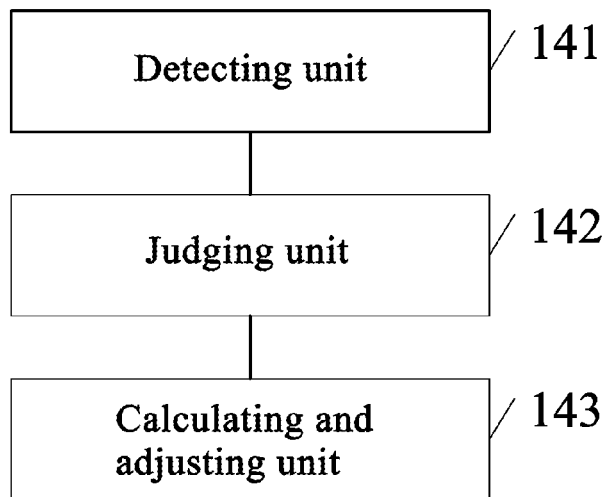 Detecting unit
141
Judging unit
142
Calculating and
adjusting unit
143